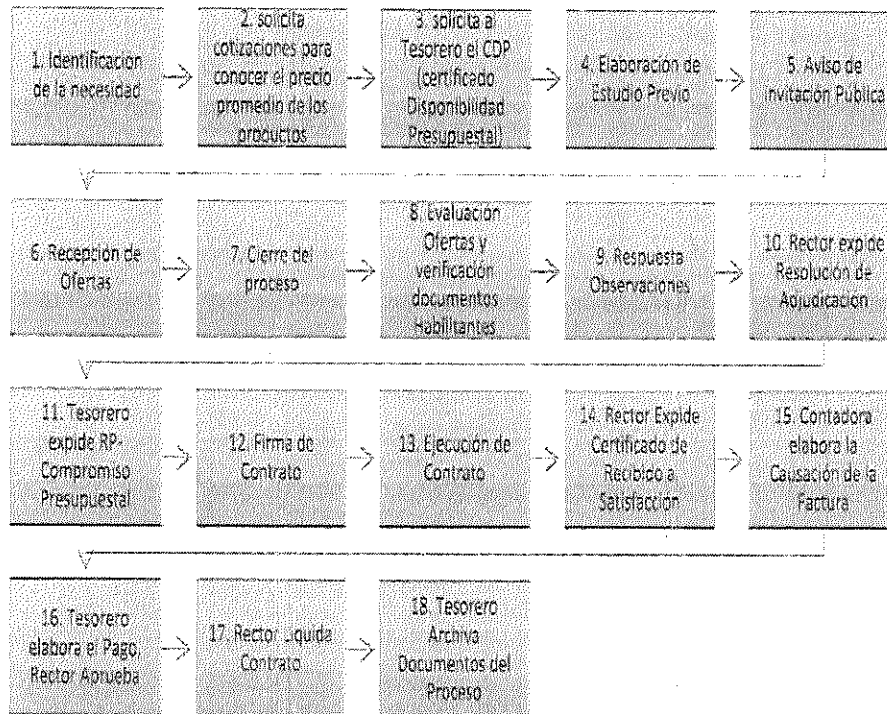 1. Identificación
de la necesidad
2. solicita
cotizaciones para
conocer el precio
promedio de los
productos
3. solicita al
Tesorero el CDP
(certificado
Disponibilidad
Presupuestal)
4. Elaboración de
Estudio Previo
5. Aviso de
Invitación Publica
6. Recepción de
Ofertas
7. Cierre del
proceso
8. Evaluación
Ofertas y
verificación
documentos
Habilitantes
9. Respuesta
Observaciones
10. Rector expide
Resolución de
Adjudicación
11. Tesorero
expide RP-
Compromiso
Presupuestal
12. Firma de
Contrato
13. Ejecución de
Contrato
14. Rector Expide
Certificado de
Recibido a
Satisfacción
15. Contadora
elabora la
Causación de la
Factura
16. Tesorero
elabora el Pago,
Rector Aprueba
17. Rector Liquida
Contrato
18. Tesorero
Archiva
Documentos del
Proceso